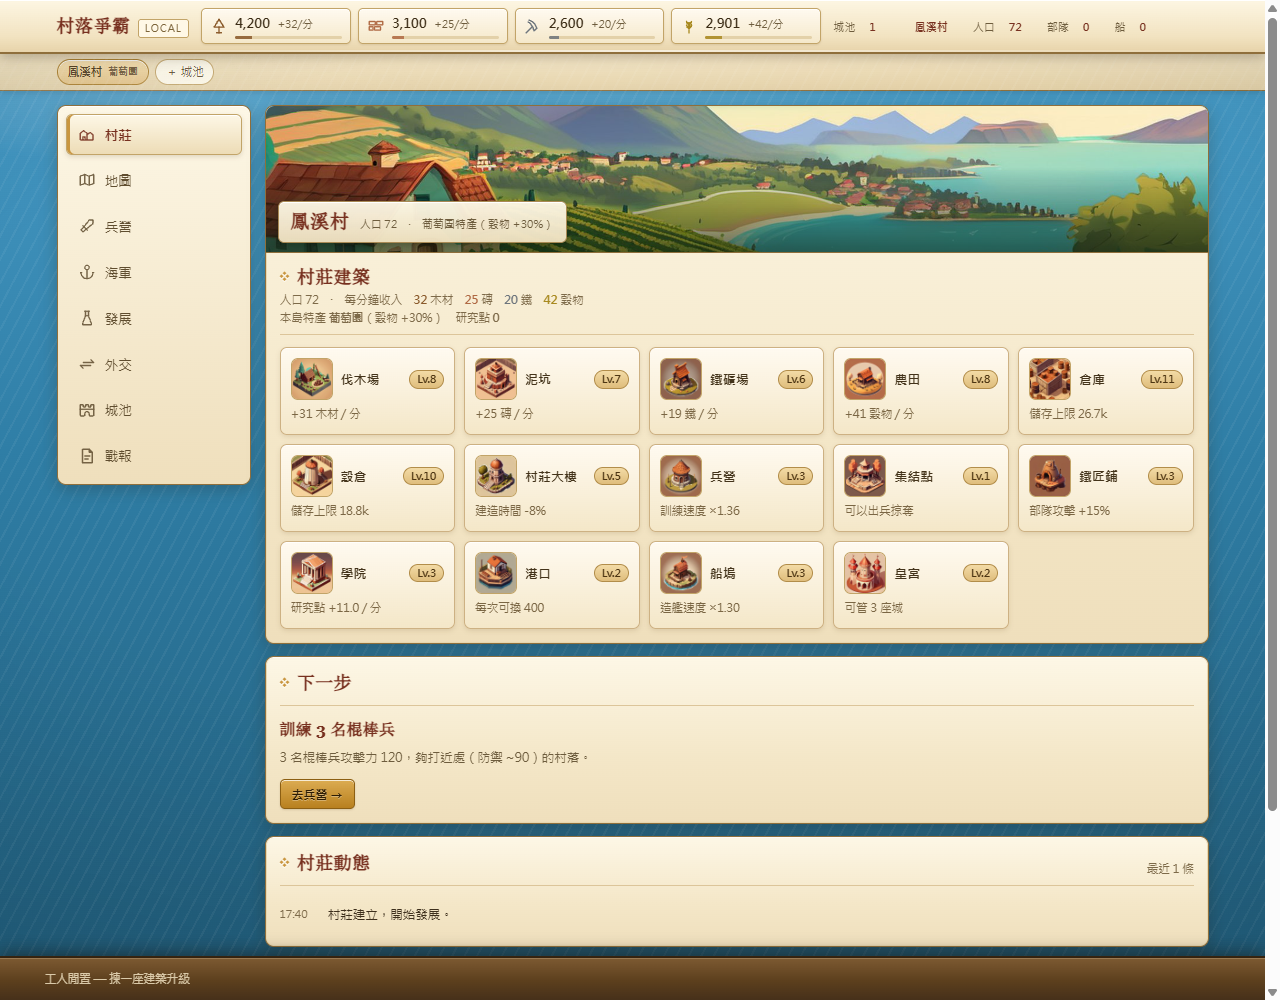 村落爭霸 LOCAL 4,200 +32/分 3,100 +25/分 2,600 +20/分 2,901 +42/分 城池 1 鳳溪村 人口 72 部隊 0 船 0
鳳溪村 葡萄園 + 城池
村莊
地圖
兵營
海軍
發展
外交
城池
戰報
鳳溪村 人口 72 · 葡萄園特產（穀物 +30%）
村莊建築
人口 72 · 每分鐘收入 32 木材 25 磚 20 鐵 42 穀物
本島特產 葡萄園（穀物 +30%） 研究點 0
伐木場 Lv.8
+31 木材 / 分
泥坑 Lv.7
+25 磚 / 分
鐵礦場 Lv.6
+19 鐵 / 分
農田 Lv.8
+41 穀物 / 分
倉庫 Lv.11
儲存上限 26.7k
穀倉 Lv.10
儲存上限 18.8k
村莊大樓 Lv.5
建造時間 -8%
兵營 Lv.3
訓練速度 ×1.36
集結點 Lv.1
可以出兵掠奪
鐵匠鋪 Lv.3
部隊攻擊 +15%
學院 Lv.3
研究點 +11.0 / 分
港口 Lv.2
每次可換 400
船塢 Lv.3
造艦速度 ×1.30
皇宮 Lv.2
可管 3 座城
下一步
訓練 3 名棍棒兵
3 名棍棒兵攻擊力 120，夠打近處（防禦 ~90）的村落。
去兵營 →
村莊動態 最近 1 條
17:40 村莊建立，開始發展。
工人閒置 — 揀一座建築升級